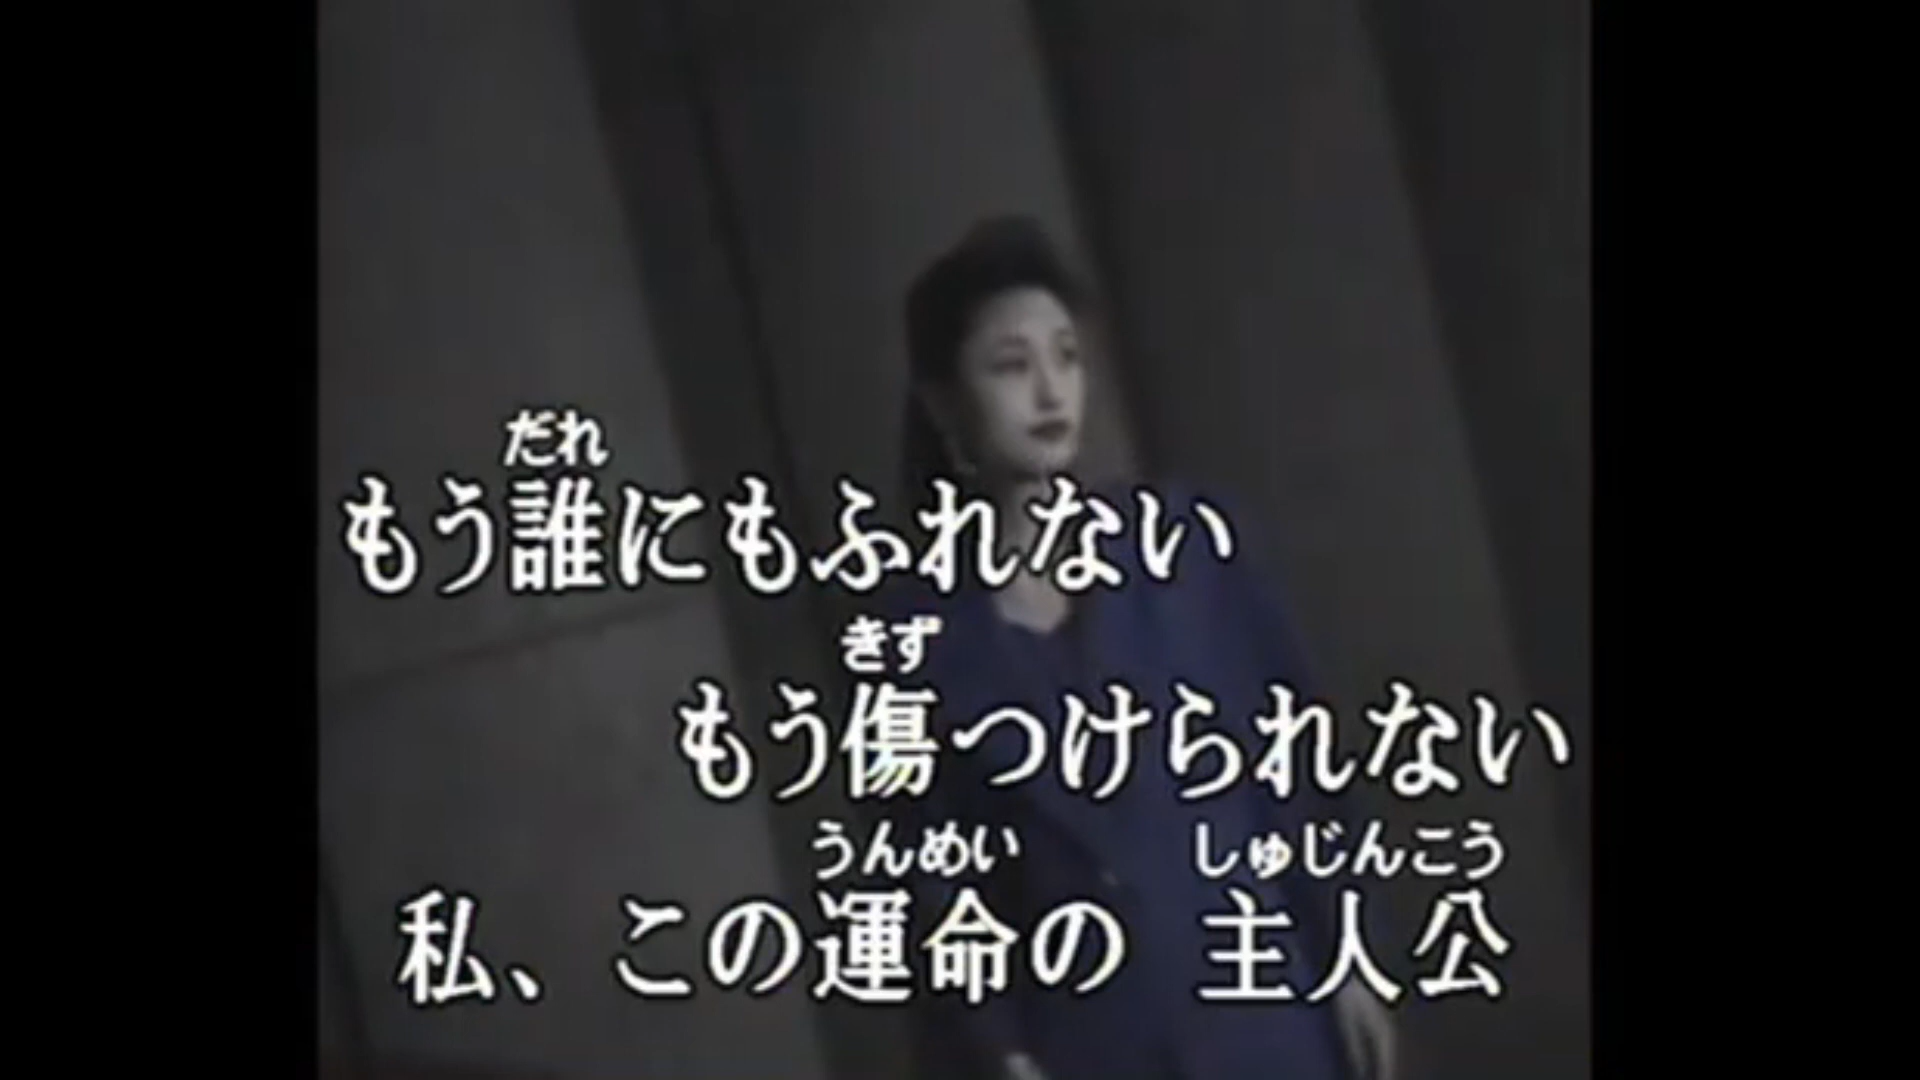 だれ
もう誰にもふれない
きず
もう傷つけられない
うんめい しゅじんこう
私、この運命の 主人公